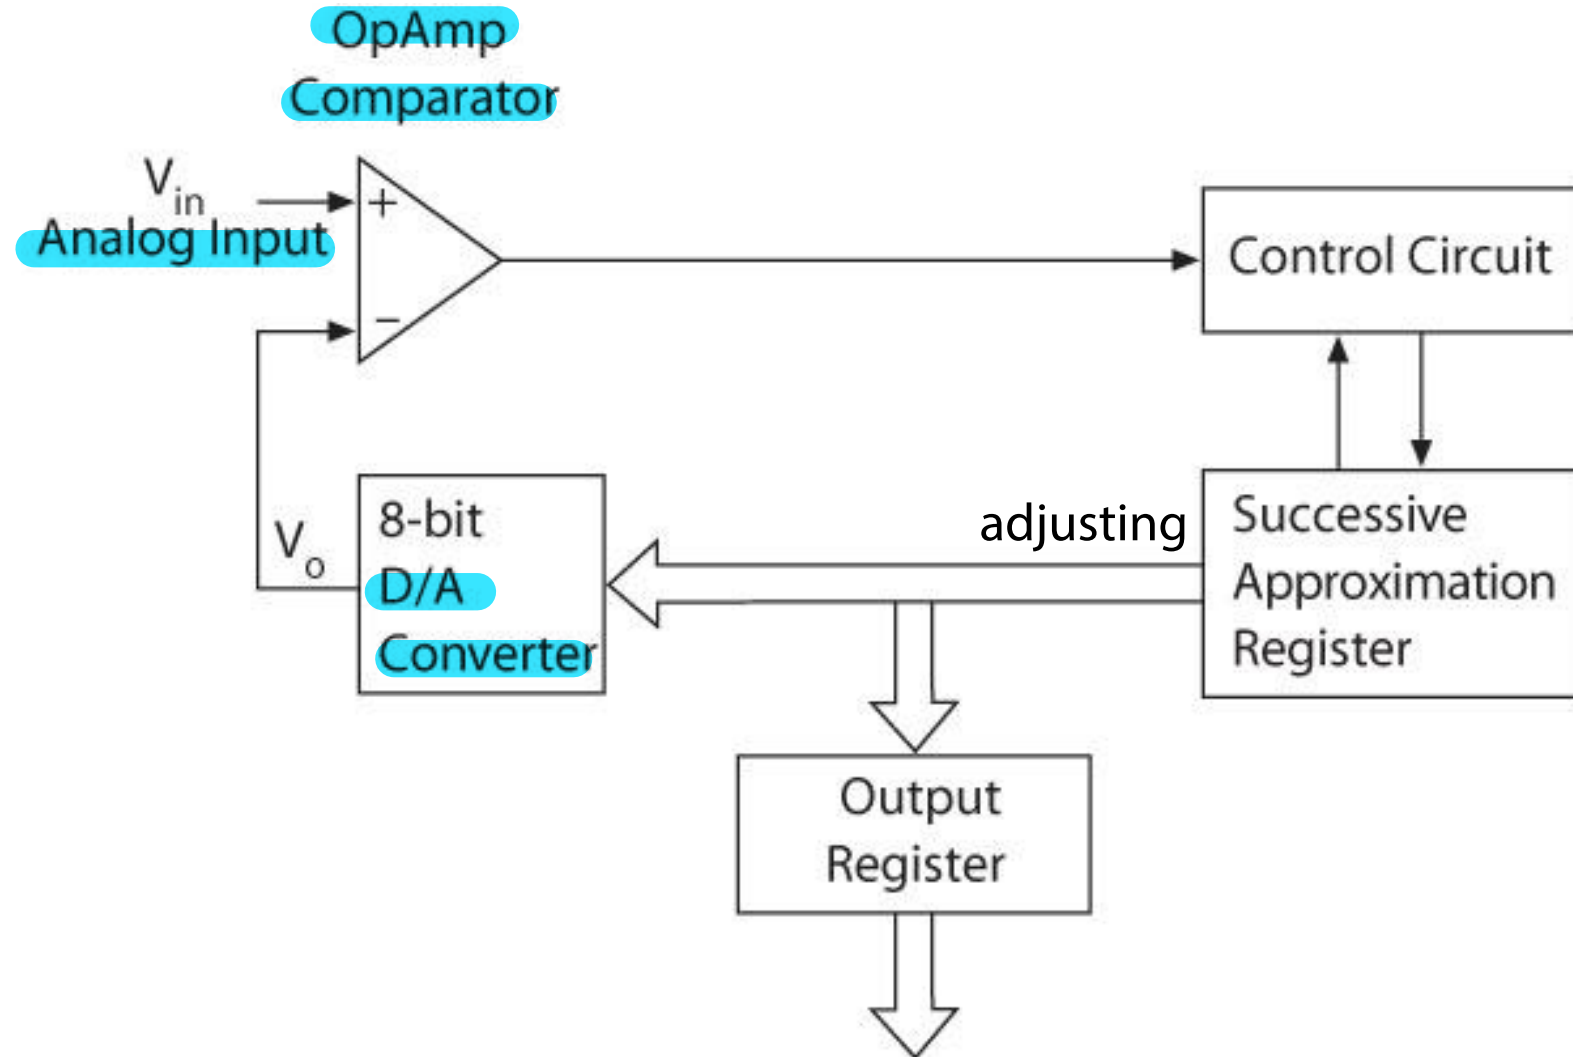 OpAmp
Comparator
Vin
Analog Input
+
−
Control Circuit
Vo
8-bit
D/A
Converter
adjusting
Successive
Approximation
Register
Output
Register